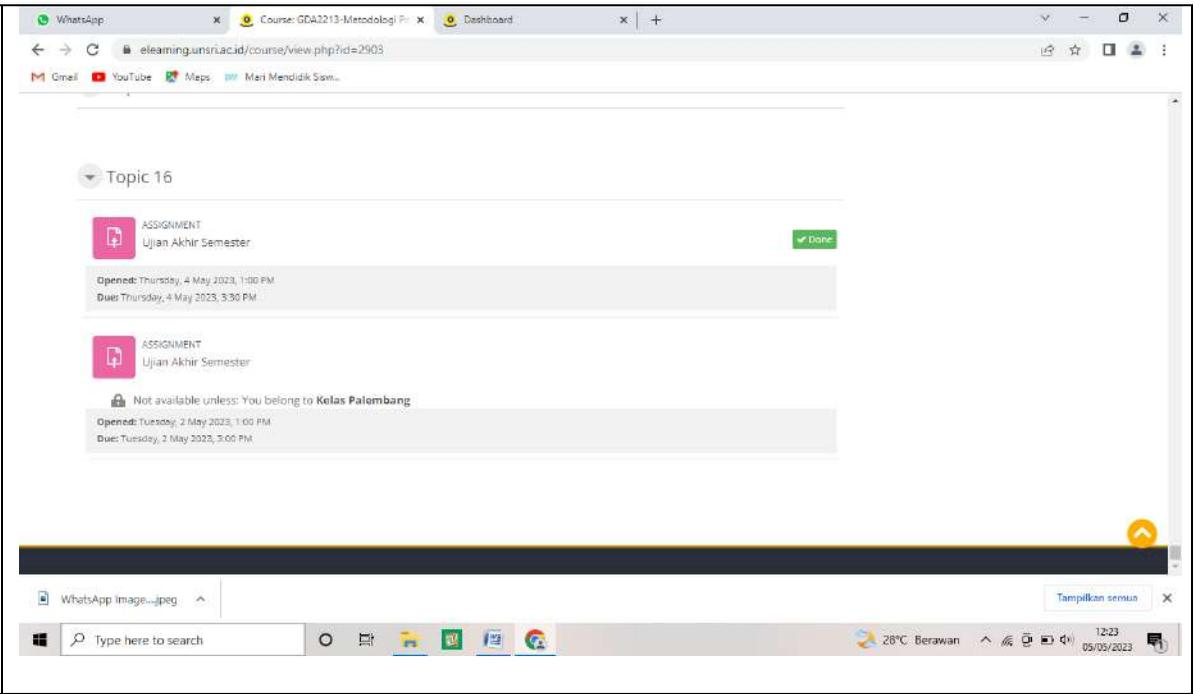 WhatsApp
Course: GDA2213-Metodologi Pe
Dashboard
elearning.unsri.ac.id/course/view.php?id=2903
Gmail YouTube Maps Mari Mendidik Sisw...
Topic 16
ASSIGNMENT
Ujian Akhir Semester
Done
Opened: Thursday, 4 May 2023, 1:00 PM
Due: Thursday, 4 May 2023, 3:30 PM
ASSIGNMENT
Ujian Akhir Semester
Not available unless: You belong to Kelas Palembang
Opened: Tuesday, 2 May 2023, 1:00 PM
Due: Tuesday, 2 May 2023, 3:00 PM
WhatsApp Image....jpeg
Tampilkan semua
Type here to search
28°C Berawan
12:23
05/05/2023